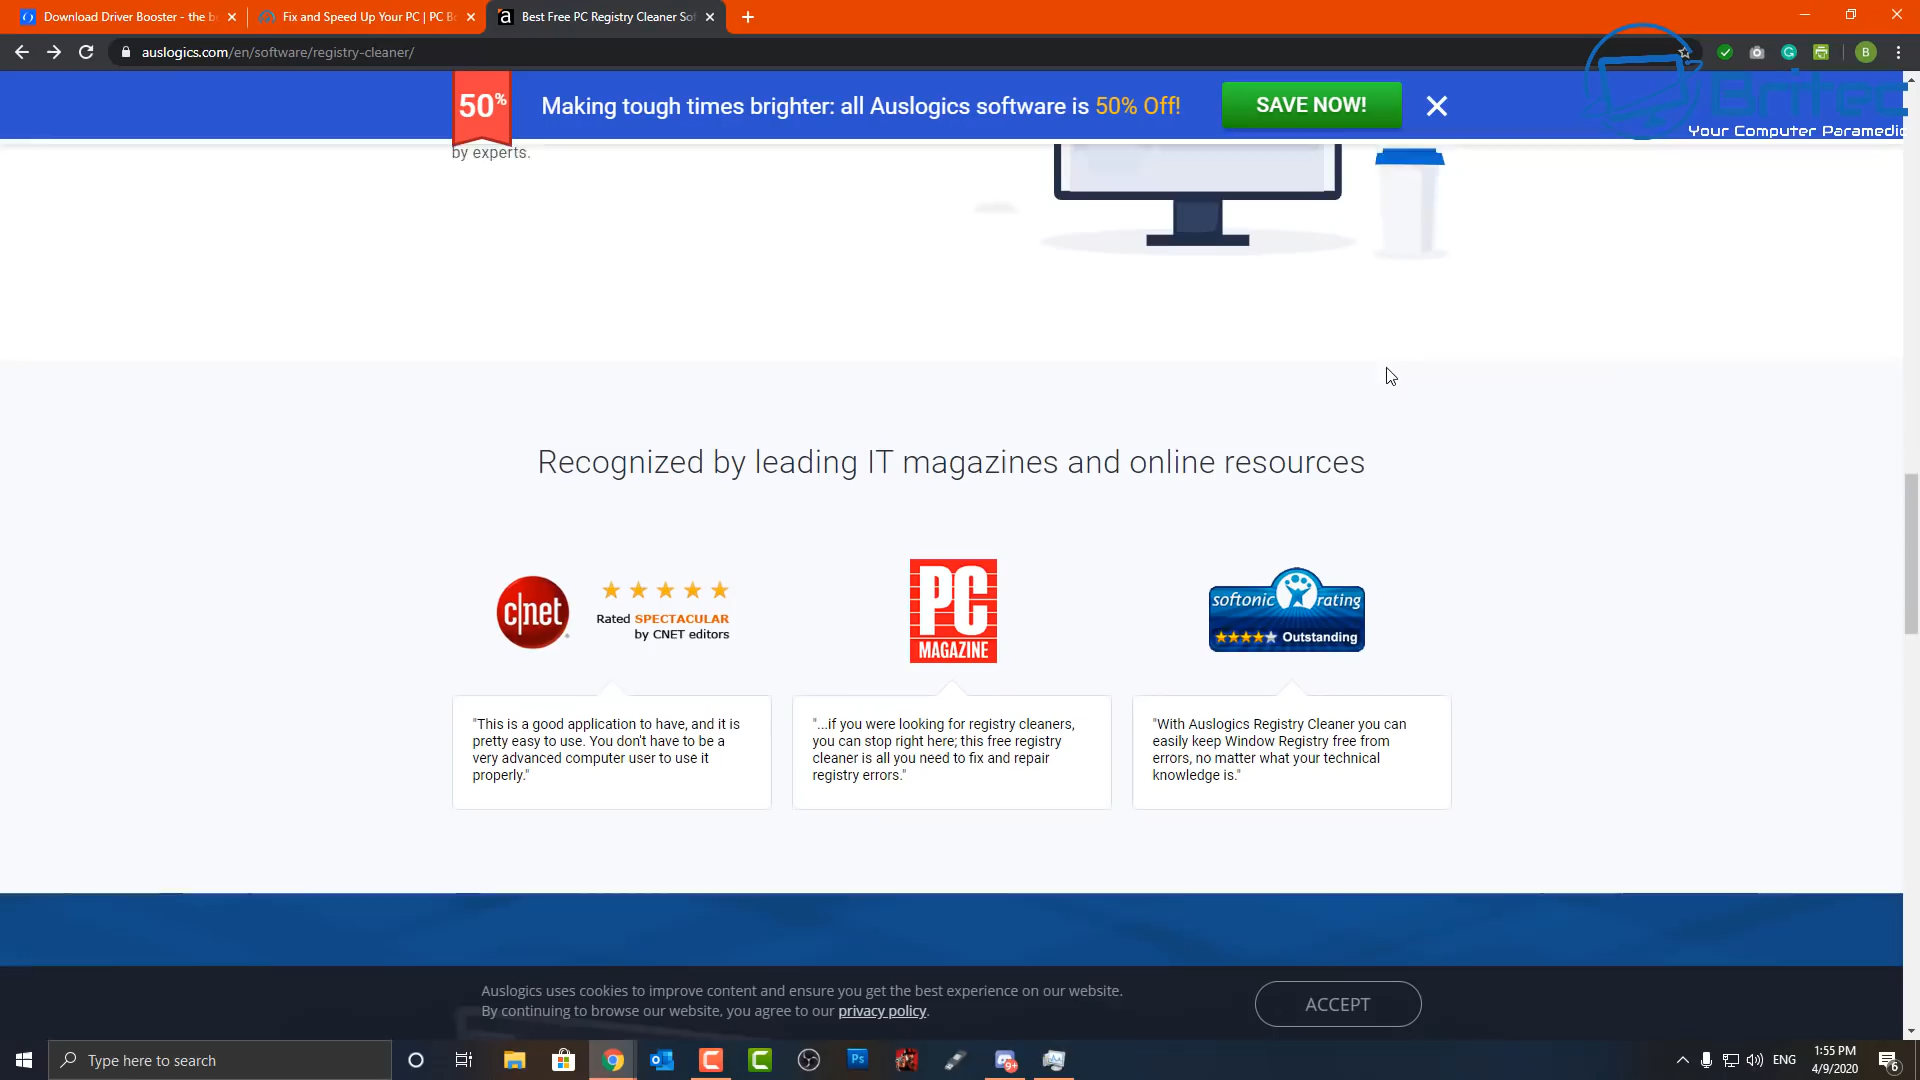 Download Driver Booster - the b
Fix and Speed Up Your PC | PC B
Best Free PC Registry Cleaner So
auslogics.com/en/software/registry-cleaner/
B
Britec
Your Computer Paramedic
50%
Making tough times brighter: all Auslogics software is 50% Off!
SAVE NOW!
by experts.
Recognized by leading IT magazines and online resources
c|net
Rated SPECTACULAR
by CNET editors
PC
MAGAZINE
softonic rating
Outstanding
"This is a good application to have, and it is
pretty easy to use. You don't have to be a
very advanced computer user to use it
properly."
"...if you were looking for registry cleaners,
you can stop right here; this free registry
cleaner is all you need to fix and repair
registry errors."
"With Auslogics Registry Cleaner you can
easily keep Window Registry free from
errors, no matter what your technical
knowledge is."
Auslogics uses cookies to improve content and ensure you get the best experience on our website.
By continuing to browse our website, you agree to our privacy policy.
ACCEPT
Type here to search
Ps
9+
ENG
1:55 PM
4/9/2020
6